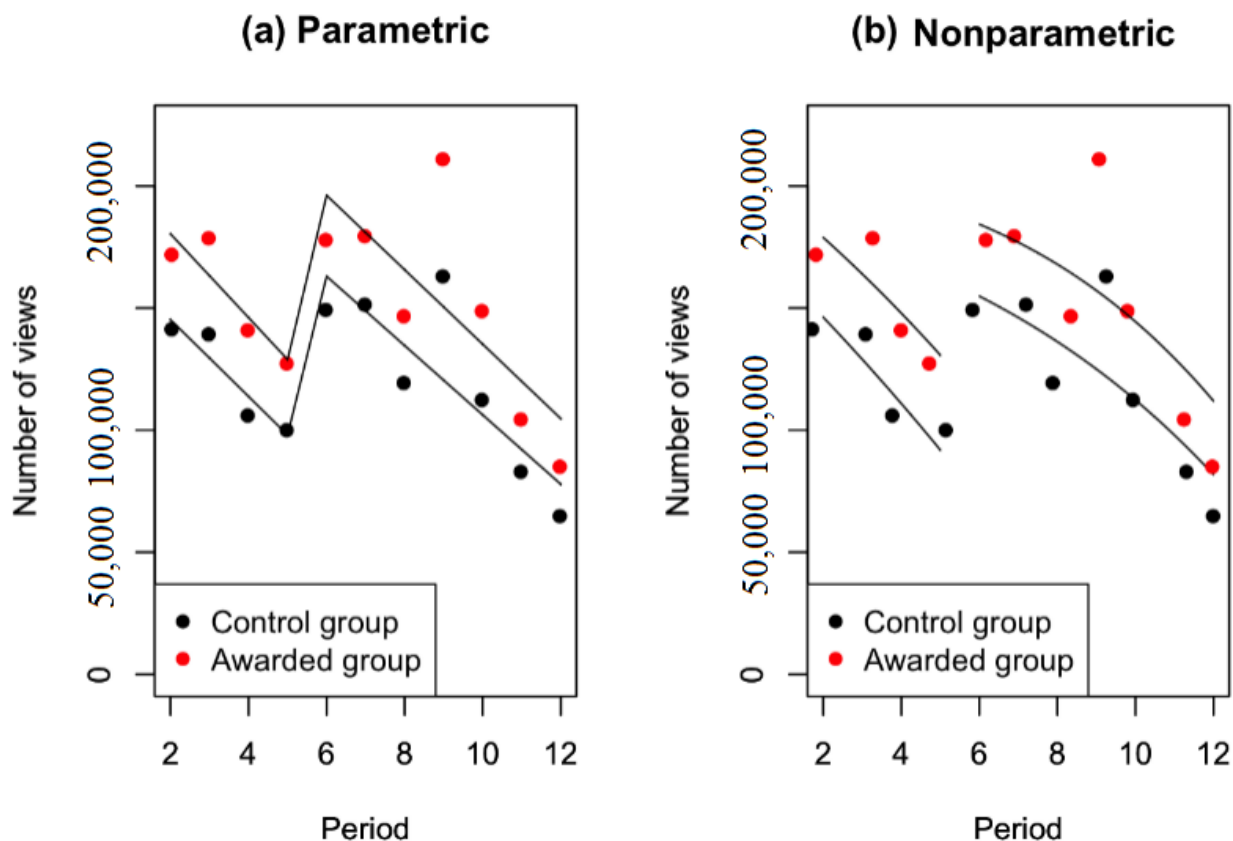 (a) Parametric
Number of views
200,000
100,000
50,000
0
Control group
Awarded group
2 4 6 8 10 12
Period
(b) Nonparametric
Number of views
200,000
100,000
50,000
0
Control group
Awarded group
2 4 6 8 10 12
Period